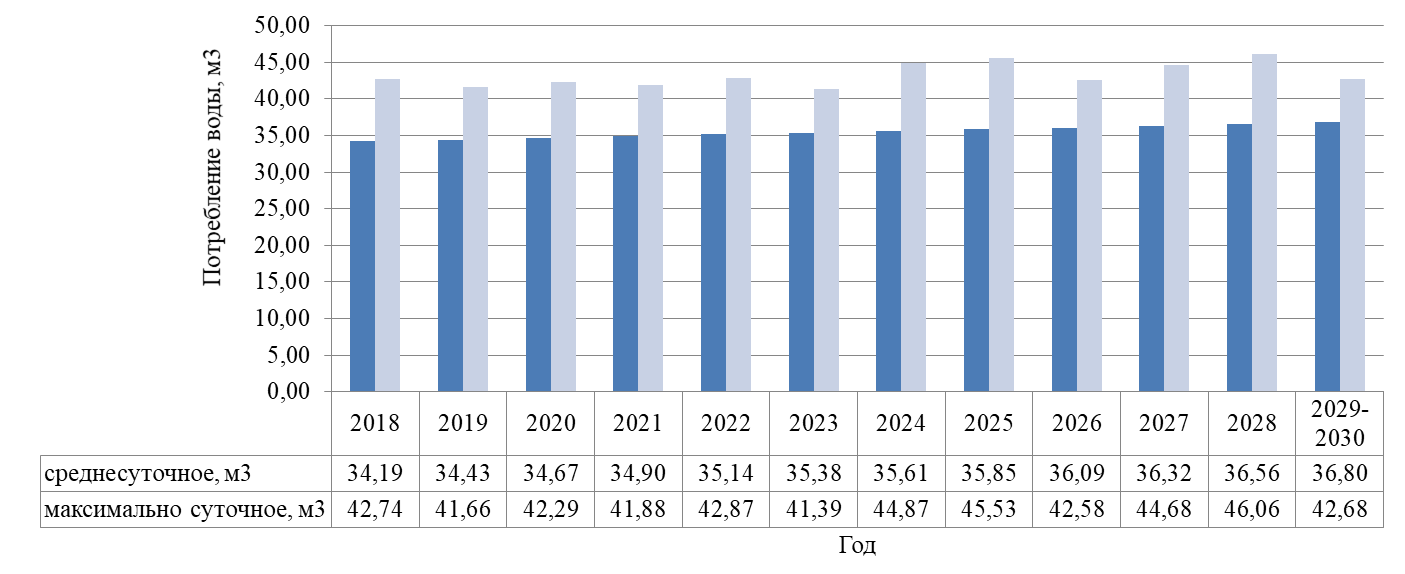 Потребление воды, м3
50,00
45,00
40,00
35,00
30,00
25,00
20,00
15,00
10,00
5,00
0,00
2018 2019 2020 2021 2022 2023 2024 2025 2026 2027 2028 2029-
2030
среднесуточное, м3 34,19 34,43 34,67 34,90 35,14 35,38 35,61 35,85 36,09 36,32 36,56 36,80
максимально суточное, м3 42,74 41,66 42,29 41,88 42,87 41,39 44,87 45,53 42,58 44,68 46,06 42,68
Год